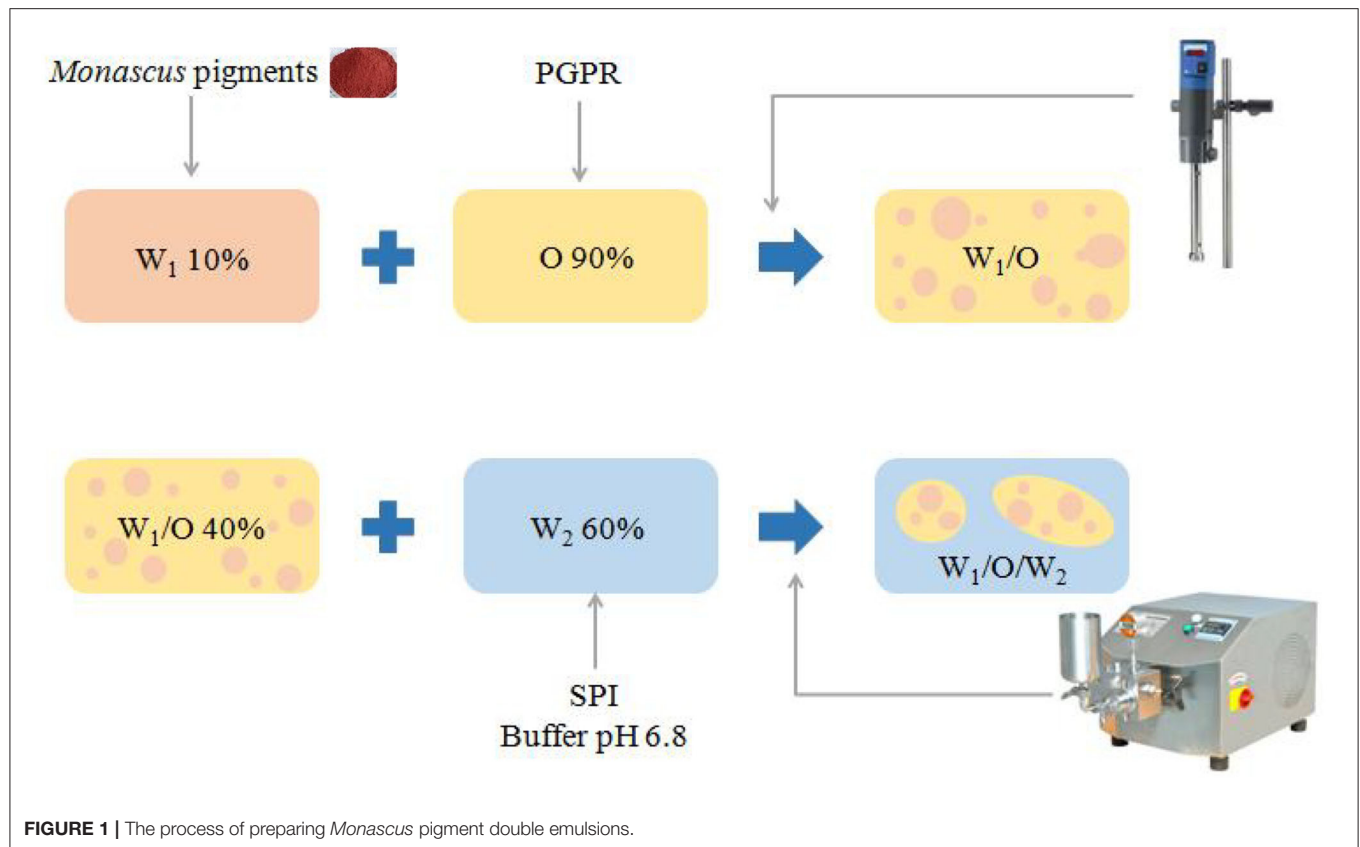 Monascus pigments
PGPR
W₁ 10%
O 90%
W₁/O
W₁/O 40%
W₂ 60%
W₁/O/W₂
SPI
Buffer pH 6.8
FIGURE 1 | The process of preparing Monascus pigment double emulsions.